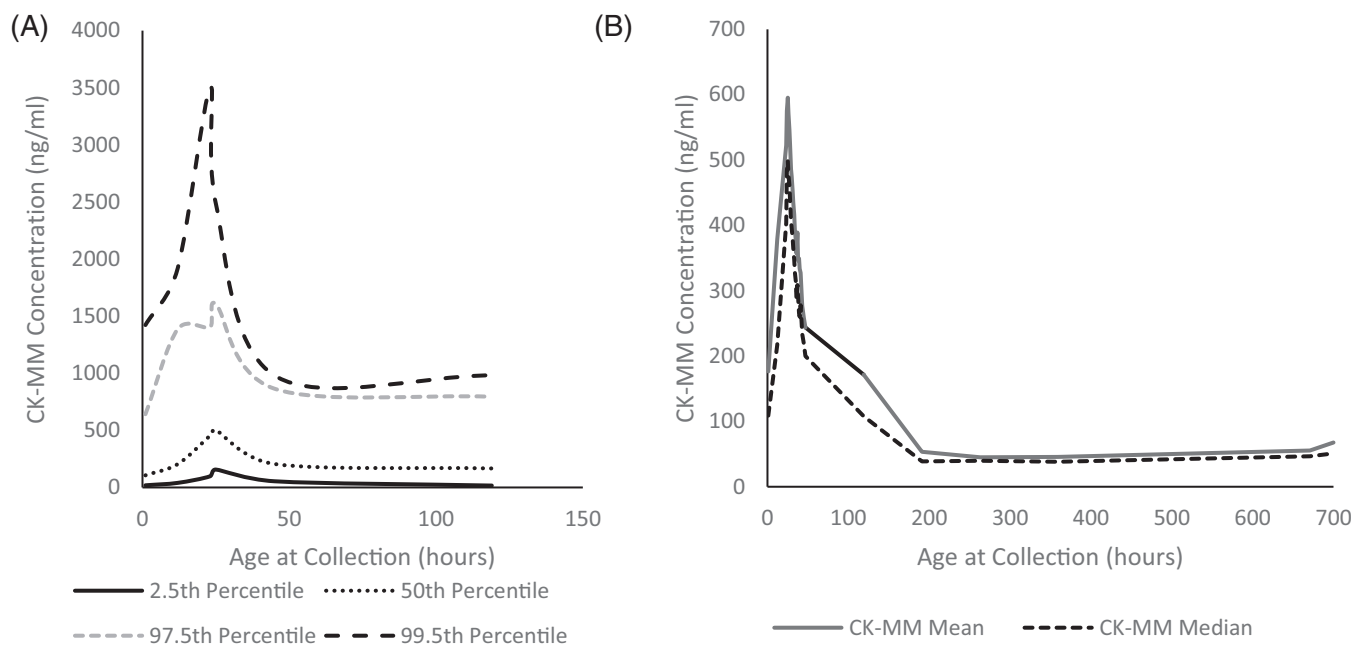 (A)
4000
3500
3000
2500
2000
1500
1000
500
0
CK-MM Concentration (ng/ml)
0 50 100 150
Age at Collection (hours)
2.5th Percentile 50th Percentile
97.5th Percentile 99.5th Percentile
(B)
700
600
500
400
300
200
100
0
CK-MM Concentration (ng/ml)
0 100 200 300 400 500 600 700
Age at Collection (hours)
CK-MM Mean CK-MM Median